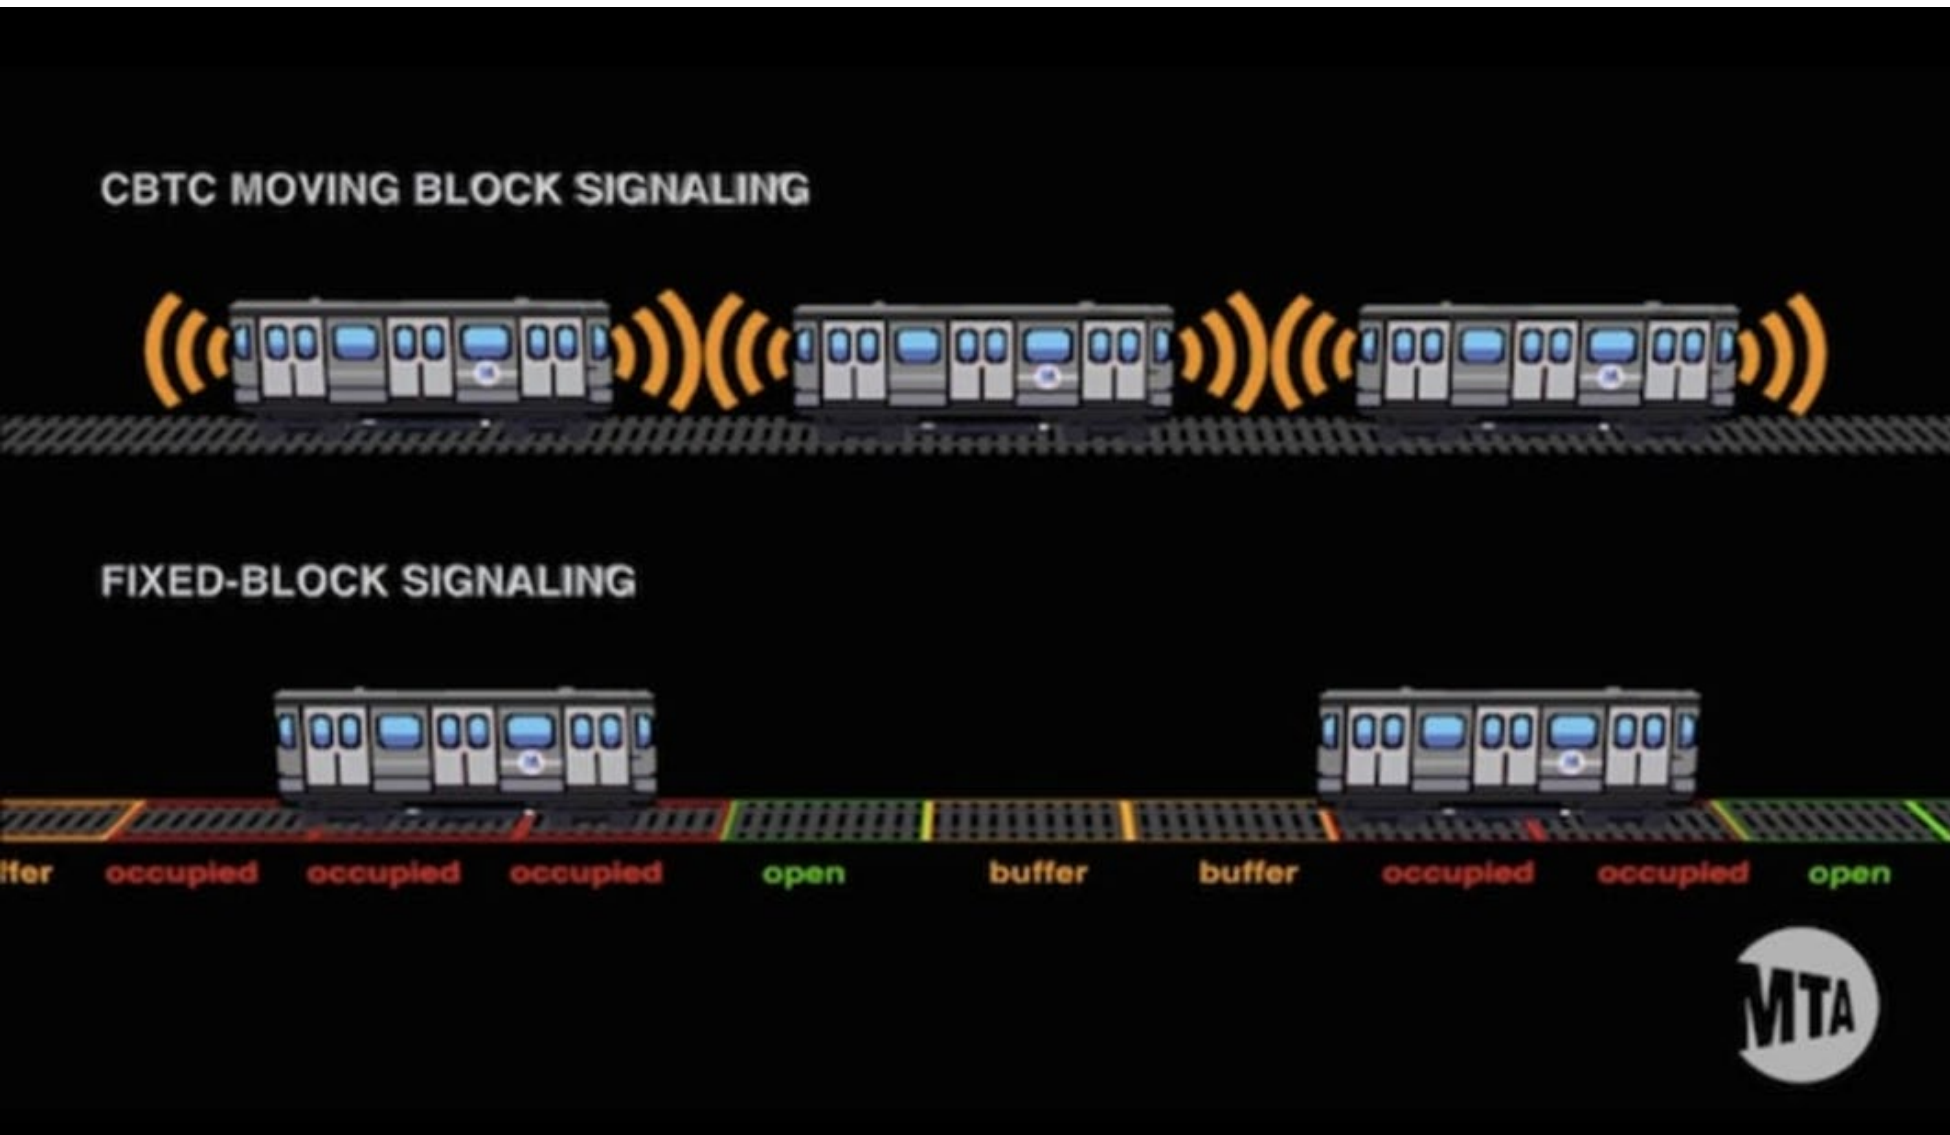 CBTC MOVING BLOCK SIGNALING
FIXED-BLOCK SIGNALING
occupied occupied occupied open buffer buffer occupied occupied open
MTA